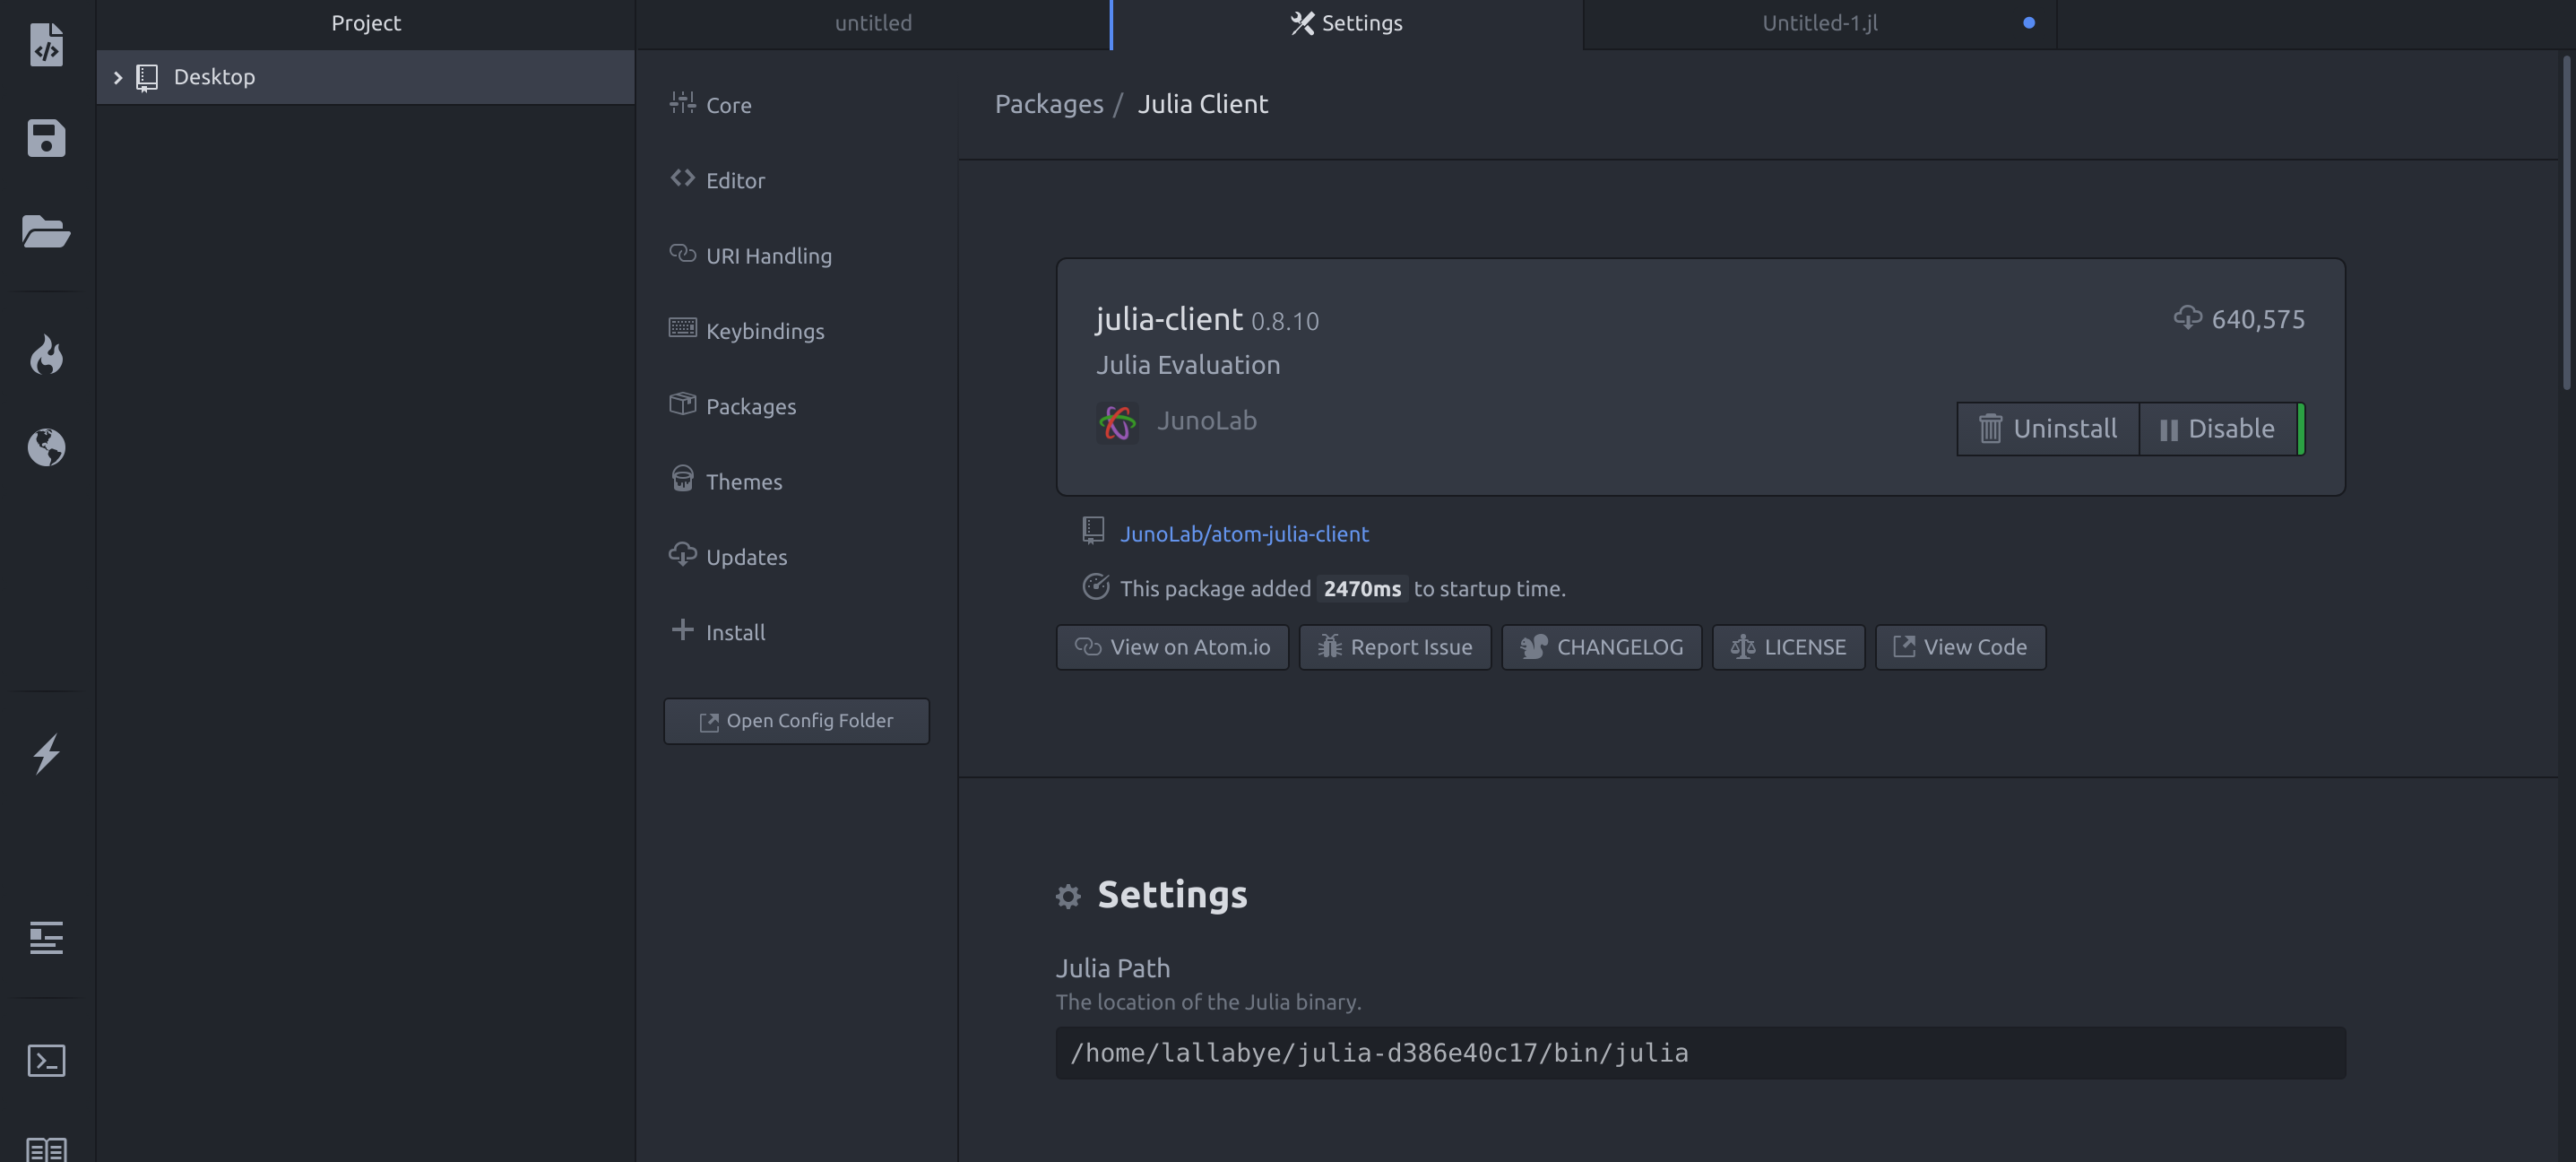 Project
untitled
Settings
Untitled-1.jl
Desktop
Core
Editor
URI Handling
Keybindings
Packages
Themes
Updates
Install
Open Config Folder
Packages / Julia Client
julia-client 0.8.10
640,575
Julia Evaluation
JunoLab
Uninstall
Disable
JunoLab/atom-julia-client
This package added 2470ms to startup time.
View on Atom.io
Report Issue
CHANGELOG
LICENSE
View Code
Settings
Julia Path
The location of the Julia binary.
/home/lallabye/julia-d386e40c17/bin/julia